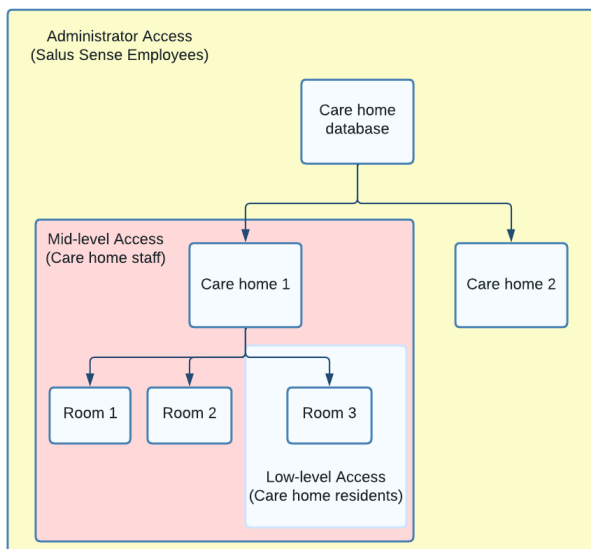 Administrator Access
(Salus Sense Employees)
Care home
database
Mid-level Access
(Care home staff)
Care home 1
Care home 2
Room 1
Room 2
Room 3
Low-level Access
(Care home residents)